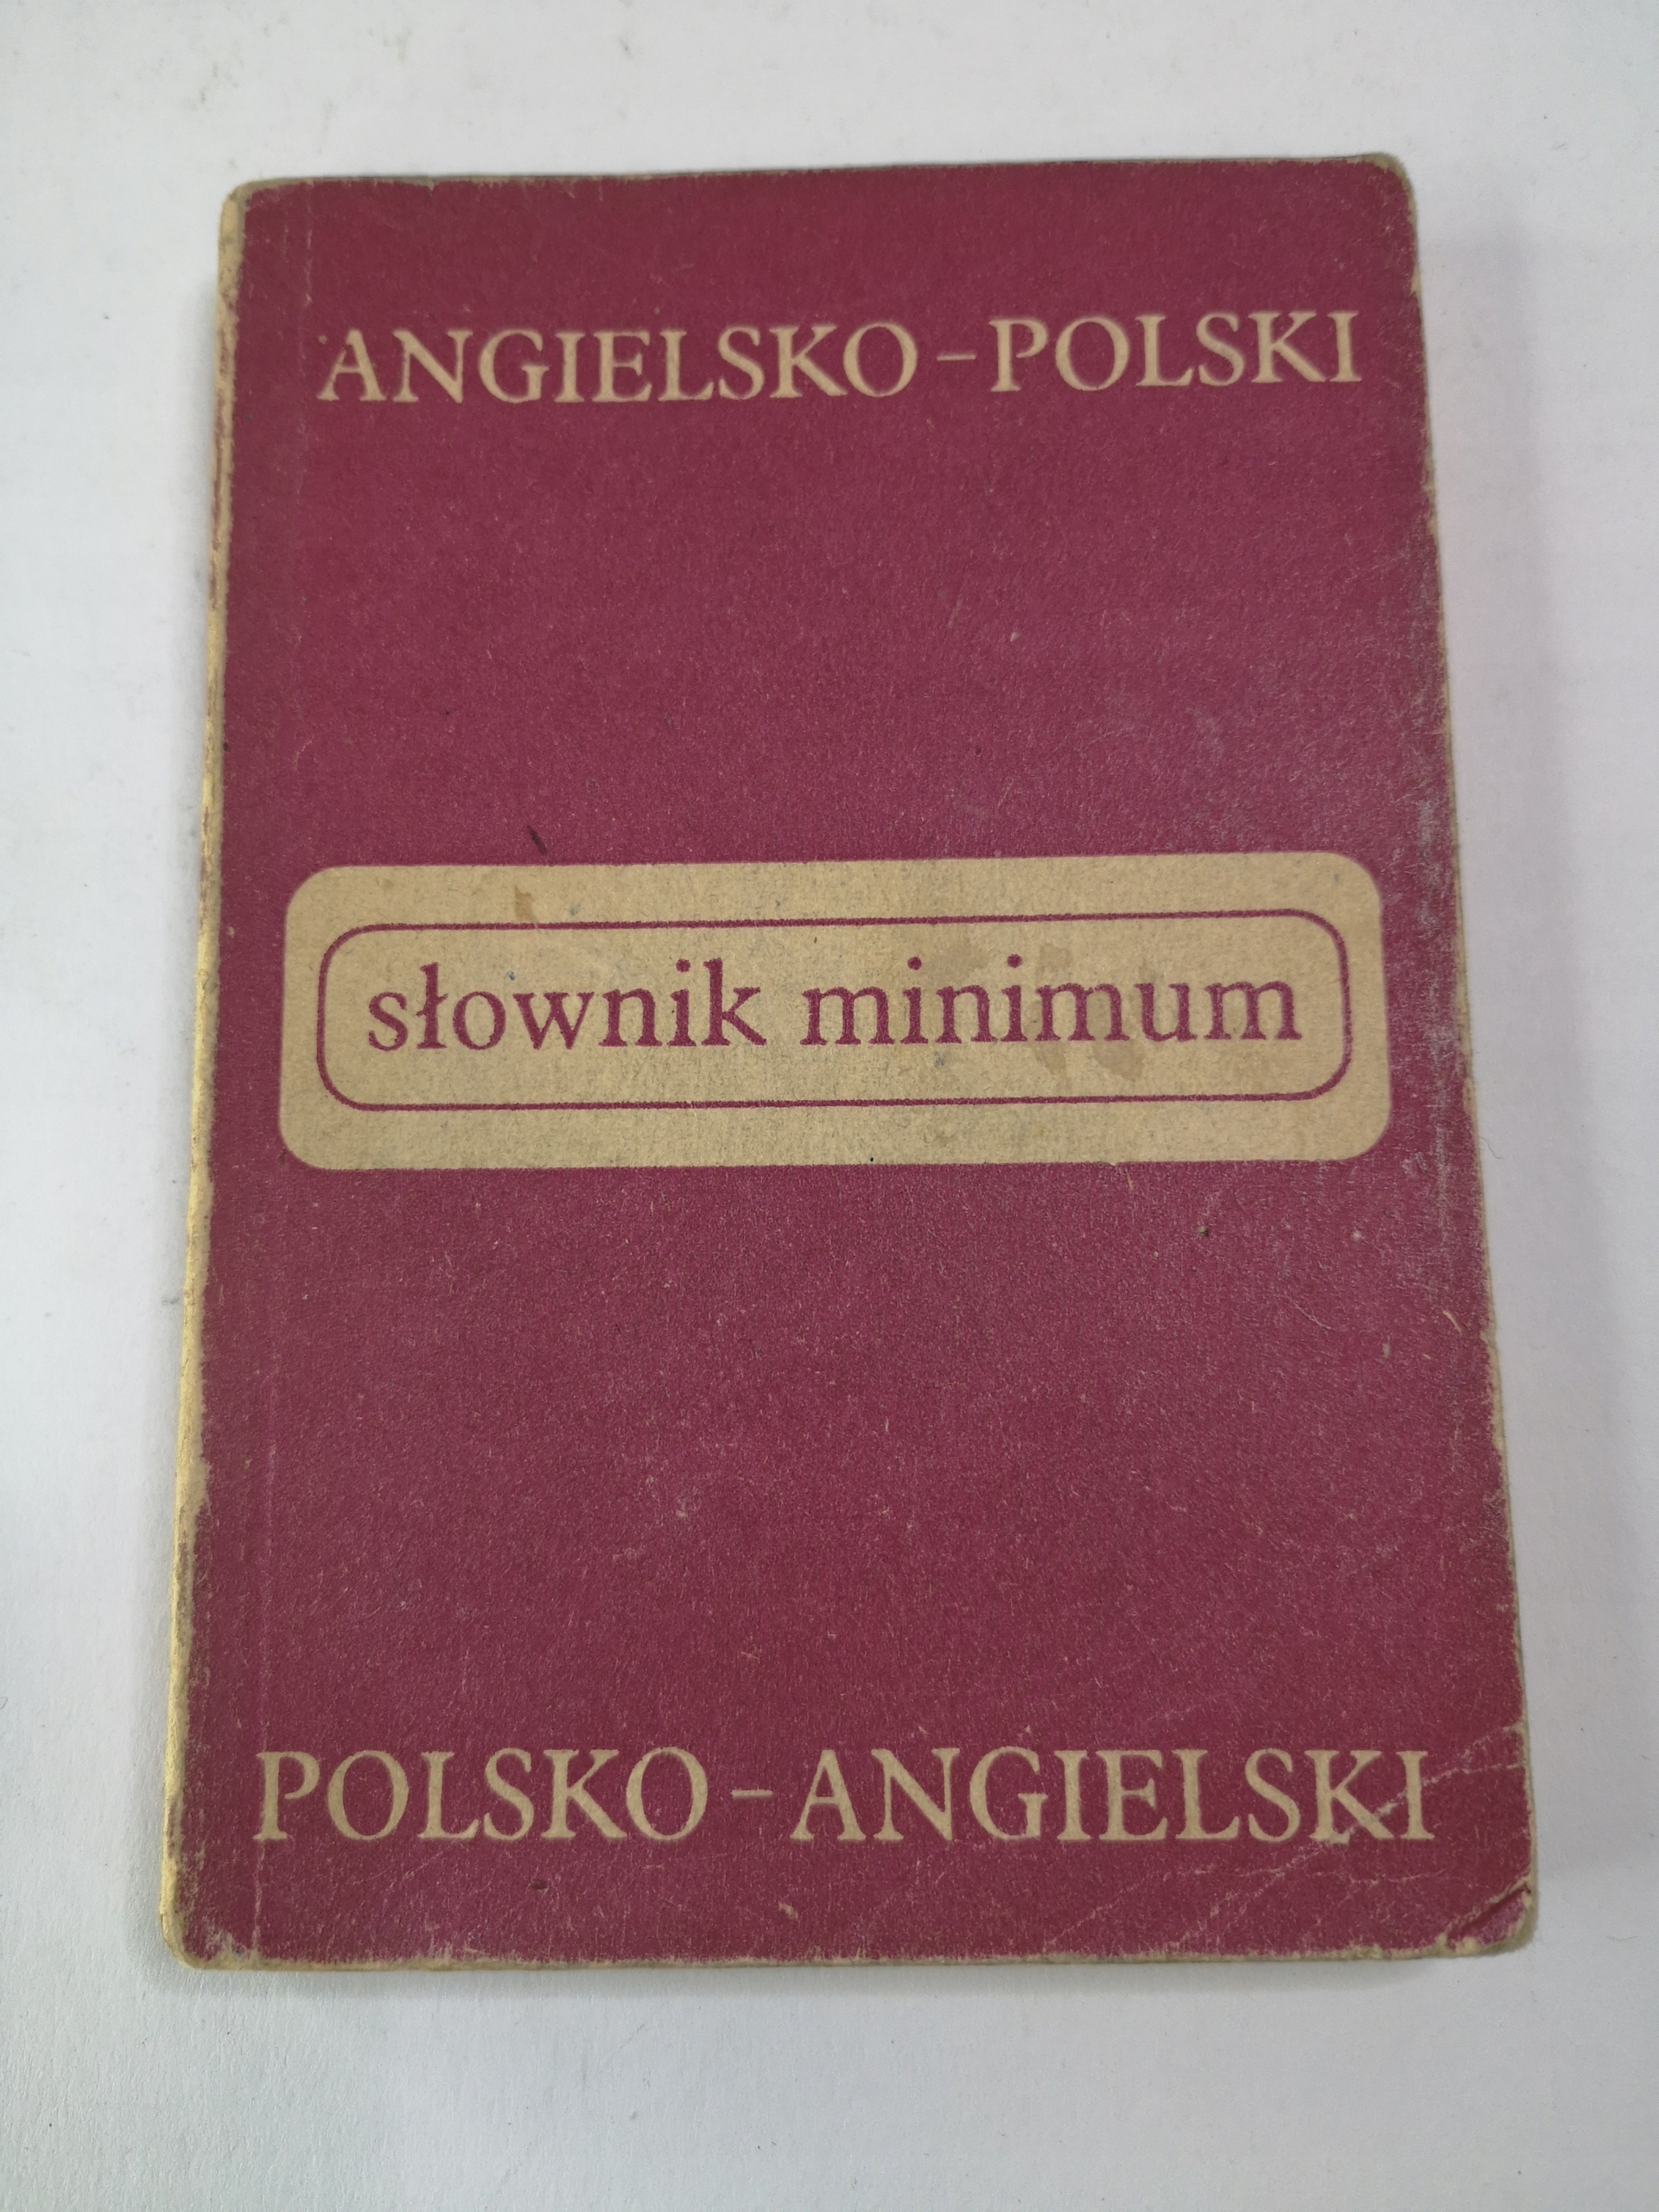 ANGIELSKO – POLSKI
słownik minimum
POLSKO – ANGIELSKI